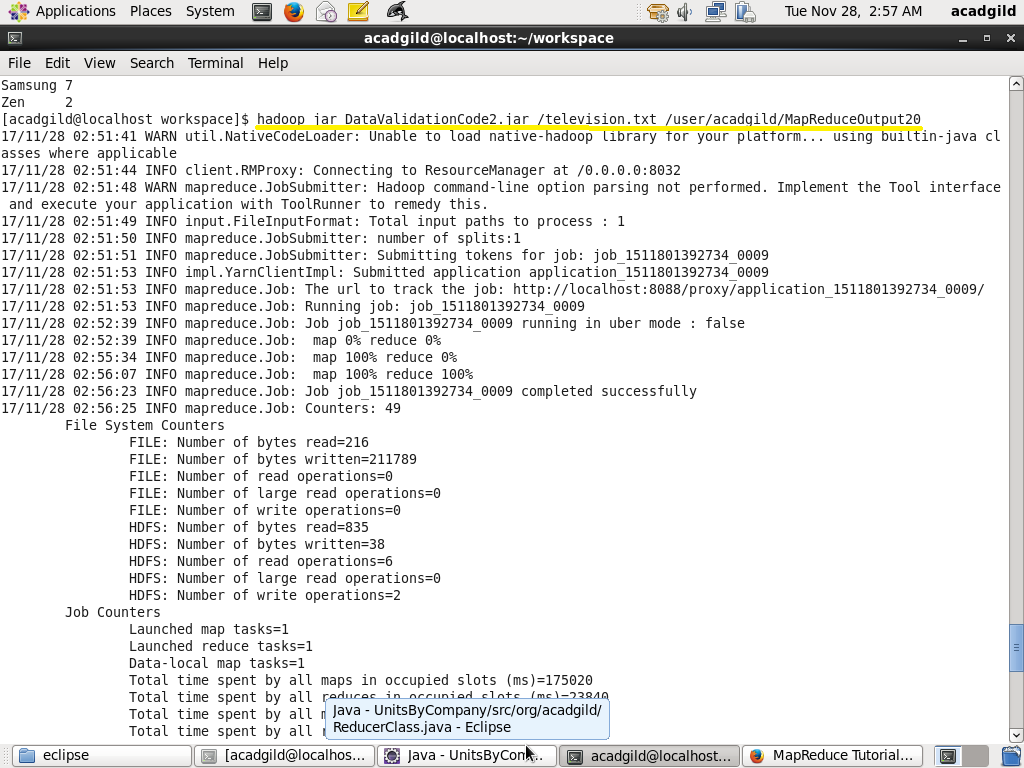 Applications Places System Tue Nov 28, 2:57 AM acadgild
acadgild@localhost:~/workspace
File Edit View Search Terminal Help
Samsung 7
Zen 2
[acadgild@localhost workspace]$ hadoop jar DataValidationCode2.jar /television.txt /user/acadgild/MapReduceOutput20
17/11/28 02:51:41 WARN util.NativeCodeLoader: Unable to load native-hadoop library for your platform... using builtin-java cl
asses where applicable
17/11/28 02:51:44 INFO client.RMProxy: Connecting to ResourceManager at /0.0.0.0:8032
17/11/28 02:51:48 WARN mapreduce.JobSubmitter: Hadoop command-line option parsing not performed. Implement the Tool interface
and execute your application with ToolRunner to remedy this.
17/11/28 02:51:49 INFO input.FileInputFormat: Total input paths to process : 1
17/11/28 02:51:50 INFO mapreduce.JobSubmitter: number of splits:1
17/11/28 02:51:51 INFO mapreduce.JobSubmitter: Submitting tokens for job: job_1511801392734_0009
17/11/28 02:51:53 INFO impl.YarnClientImpl: Submitted application application_1511801392734_0009
17/11/28 02:51:53 INFO mapreduce.Job: The url to track the job: http://localhost:8088/proxy/application_1511801392734_0009/
17/11/28 02:51:53 INFO mapreduce.Job: Running job: job_1511801392734_0009
17/11/28 02:52:39 INFO mapreduce.Job: Job job_1511801392734_0009 running in uber mode : false
17/11/28 02:52:39 INFO mapreduce.Job:  map 0% reduce 0%
17/11/28 02:55:34 INFO mapreduce.Job:  map 100% reduce 0%
17/11/28 02:56:07 INFO mapreduce.Job:  map 100% reduce 100%
17/11/28 02:56:23 INFO mapreduce.Job: Job job_1511801392734_0009 completed successfully
17/11/28 02:56:25 INFO mapreduce.Job: Counters: 49
File System Counters
FILE: Number of bytes read=216
FILE: Number of bytes written=211789
FILE: Number of read operations=0
FILE: Number of large read operations=0
FILE: Number of write operations=0
HDFS: Number of bytes read=835
HDFS: Number of bytes written=38
HDFS: Number of read operations=6
HDFS: Number of large read operations=0
HDFS: Number of write operations=2
Job Counters
Launched map tasks=1
Launched reduce tasks=1
Data-local map tasks=1
Total time spent by all maps in occupied slots (ms)=175020
Total time spent by all reduces in occupied slots (ms)=23840
Total time spent by all
Total time spent by all
Java - UnitsByCompany/src/org/acadgild/
ReducerClass.java - Eclipse
eclipse [acadgild@localhos... Java - UnitsByCom... acadgild@localhost... MapReduce Tutorial...